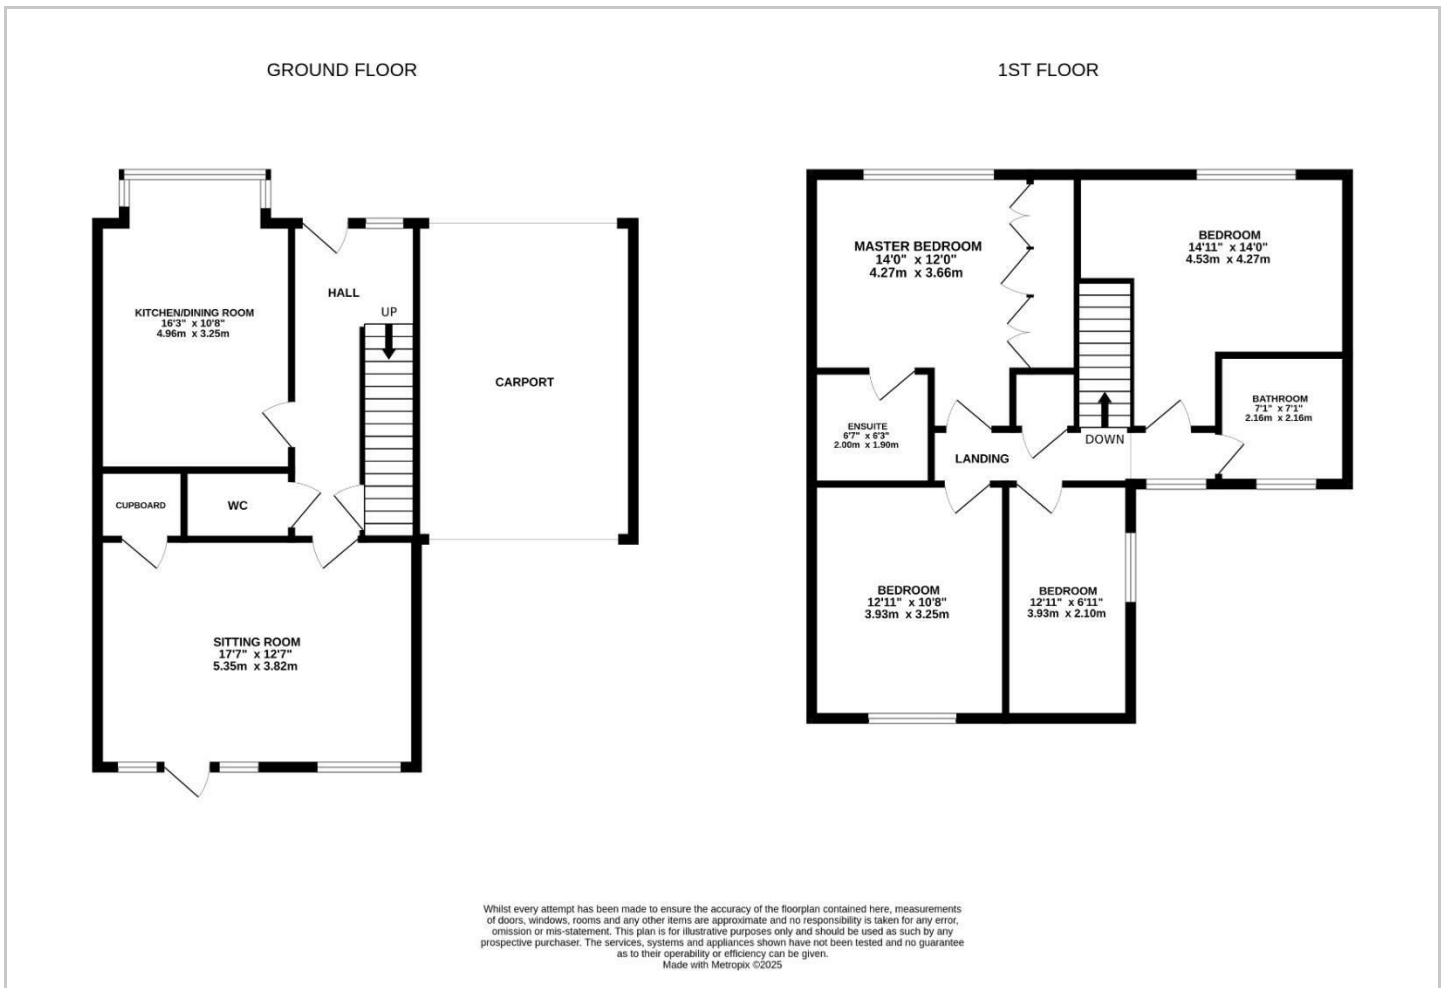 GROUND FLOOR
KITCHEN/DINING ROOM
16'3" x 10'8"
4.96m x 3.25m
HALL
UP
CARPORT
CUPBOARD
WC
SITTING ROOM
17'7" x 12'7"
5.35m x 3.82m
1ST FLOOR
MASTER BEDROOM
14'0" x 12'0"
4.27m x 3.66m
BEDROOM
14'11" x 14'0"
4.53m x 4.27m
ENSUITE
6'7" x 6'3"
2.00m x 1.90m
LANDING
DOWN
BATHROOM
7'1" x 7'1"
2.16m x 2.16m
BEDROOM
12'11" x 10'8"
3.93m x 3.25m
BEDROOM
12'11" x 6'11"
3.93m x 2.10m
Whilst every attempt has been made to ensure the accuracy of the floorplan contained here, measurements
of doors, windows, rooms and any other items are approximate and no responsibility is taken for any error,
omission or mis-statement. This plan is for illustrative purposes only and should be used as such by any
prospective purchaser. The services, systems and appliances shown have not been tested and no guarantee
as to their operability or efficiency can be given.
Made with Metropix ©2025